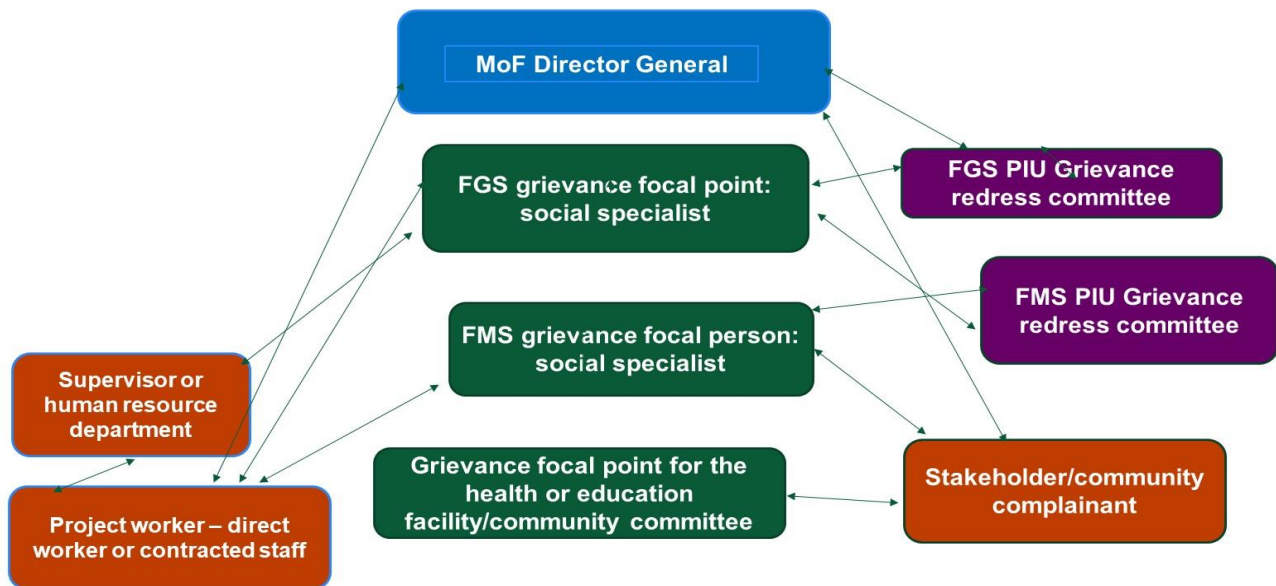 MoF Director General
FGS grievance focal point:
social specialist
FGS PIU Grievance
redress committee
FMS PIU Grievance
redress committee
FMS grievance focal person:
social specialist
Supervisor or
human resource
department
Grievance focal point for the
health or education
facility/community committee
Stakeholder/community
complainant
Project worker – direct
worker or contracted staff